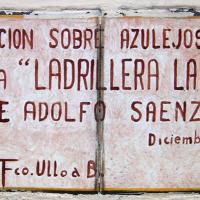 CION SOBRE AZULEJOS
A "LADRILLERA LA
E ADOLFO SAENZ
Diciemb
Fco. Ulloa B.